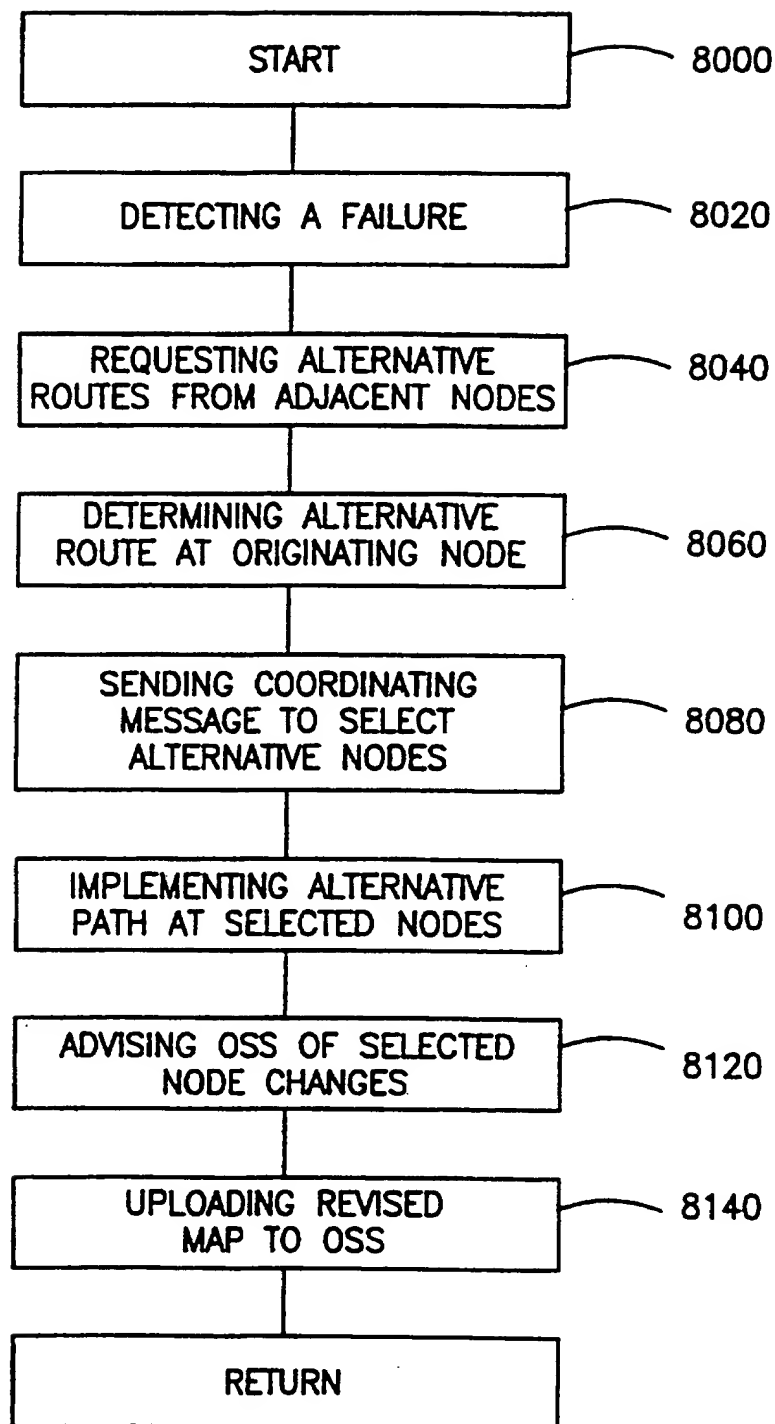 START
8000
DETECTING A FAILURE
8020
REQUESTING ALTERNATIVE
ROUTES FROM ADJACENT NODES
8040
DETERMINING ALTERNATIVE
ROUTE AT ORIGINATING NODE
8060
SENDING COORDINATING
MESSAGE TO SELECT
ALTERNATIVE NODES
8080
IMPLEMENTING ALTERNATIVE
PATH AT SELECTED NODES
8100
ADVISING OSS OF SELECTED
NODE CHANGES
8120
UPLOADING REVISED
MAP TO OSS
8140
RETURN